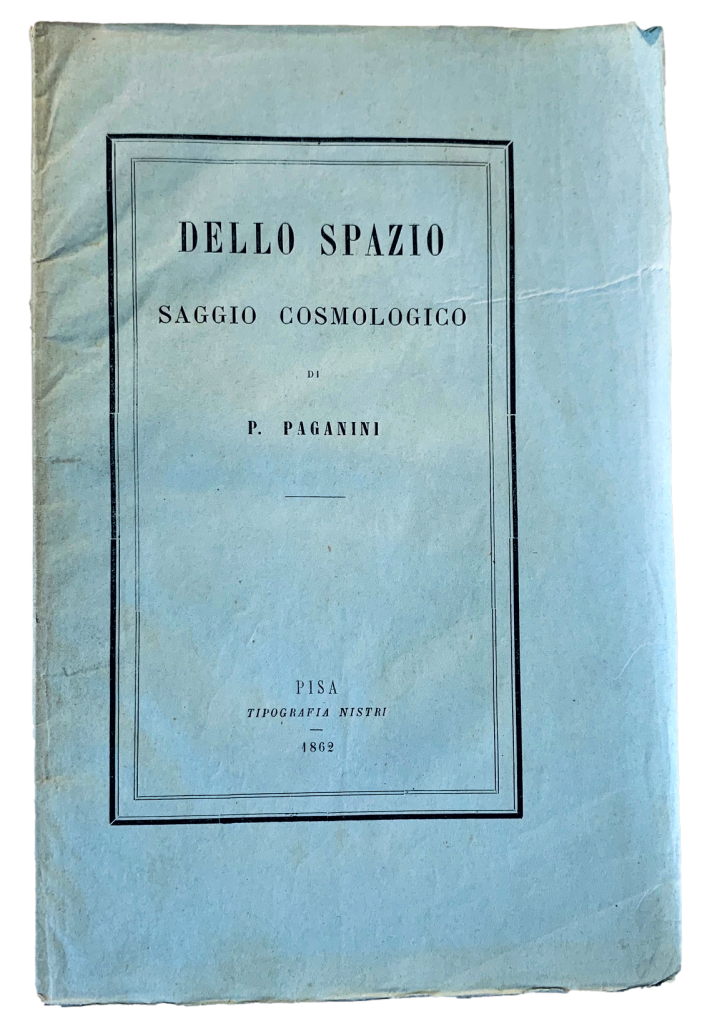 DELLO SPAZIO
SAGGIO COSMOLOGICO
DI
P. PAGANINI
PISA
TIPOGRAFIA NISTRI
1862